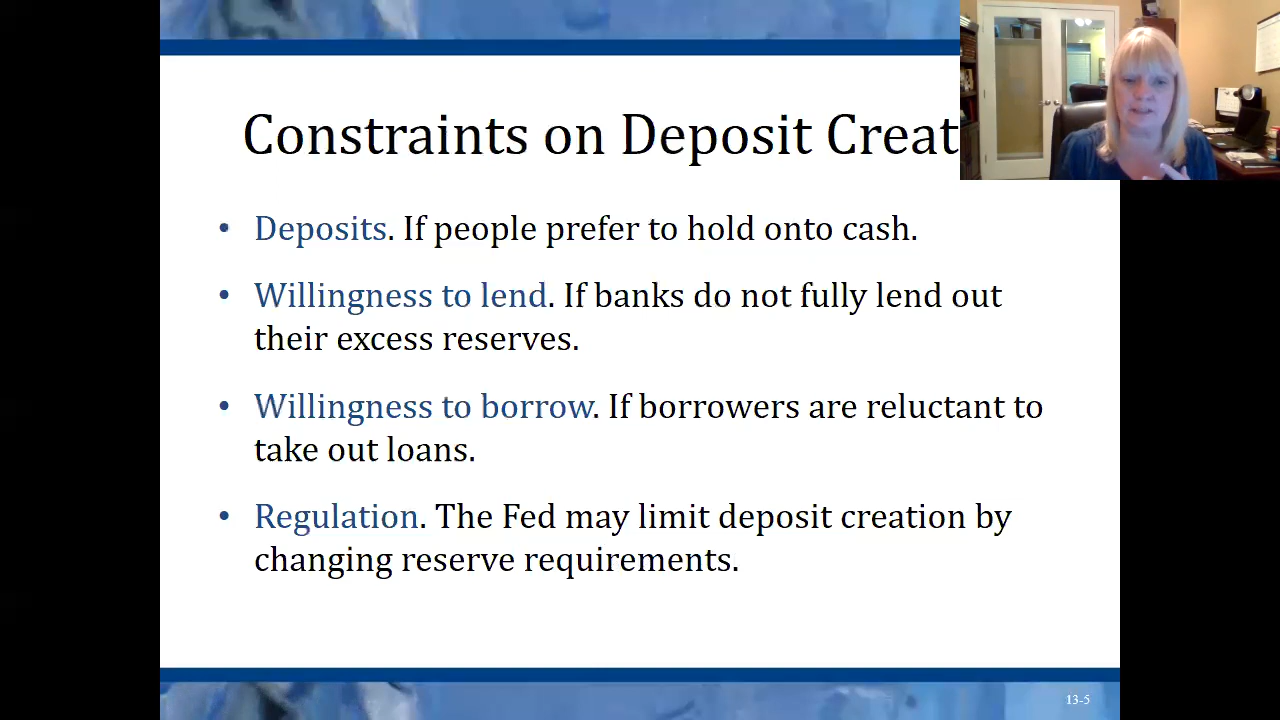 Constraints on Deposit Creat
• Deposits. If people prefer to hold onto cash.
• Willingness to lend. If banks do not fully lend out
their excess reserves.
• Willingness to borrow. If borrowers are reluctant to
take out loans.
• Regulation. The Fed may limit deposit creation by
changing reserve requirements.
13-5